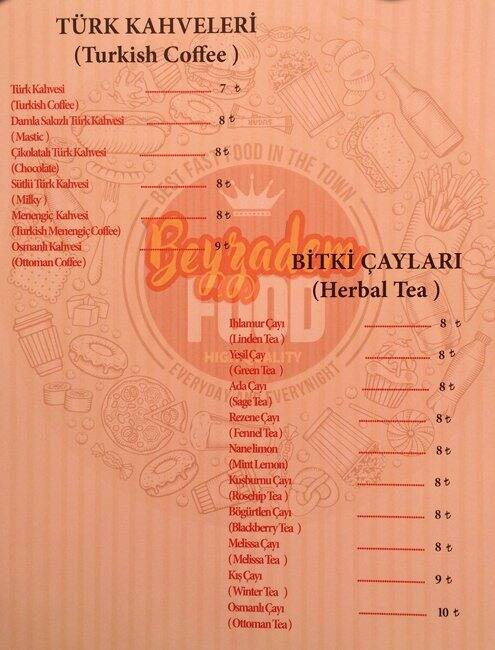 TÜRK KAHVELERİ
(Turkish Coffee )
Türk Kahvesi 7 ₺
(Turkish Coffee )
Damla Sakızlı Türk Kahvesi 8 ₺
( Mastic )
Çikolatalı Türk Kahvesi 8 ₺
(Chocolate)
Sütlü Türk Kahvesi 8 ₺
( Milky )
Menengiç Kahvesi 8 ₺
(Turkish Menengiç Coffee)
Osmanlı Kahvesi 9 ₺
(Ottoman Coffee )
BEST FAST FOOD IN THE TOWN
SUGAR
Beyzadem
FOOD
HIGH QUALITY
EVERYDAY EVERYNIGHT
BİTKİ ÇAYLARI
(Herbal Tea )
Ihlamur Çayı 8 ₺
(Linden Tea )
Yeşil Çay 8 ₺
(Green Tea )
Ada Çayı 8 ₺
(Sage Tea )
Rezene Çayı 8 ₺
( Fennel Tea )
Nane limon 8 ₺
(Mint Lemon)
Kuşburnu Çayı 8 ₺
(Rosehip Tea )
Bögürtlen Çayı 8 ₺
(Blackberry Tea )
Melissa Çayı 8 ₺
( Melissa Tea )
Kış Çayı 9 ₺
( Winter Tea )
Osmanlı Çayı 10 ₺
( Ottoman Tea )